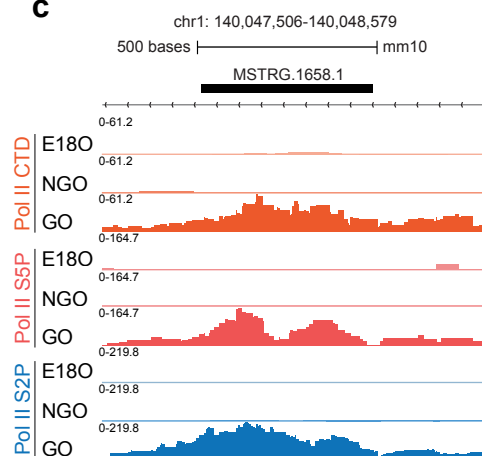 c
chr1: 140,047,506-140,048,579
500 bases mm10
MSTRG.1658.1
Pol II CTD
0-61.2
E18O
0-61.2
NGO
0-61.2
GO
Pol II S5P
0-164.7
E18O
0-164.7
NGO
0-164.7
GO
Pol II S2P
0-219.8
E18O
0-219.8
NGO
0-219.8
GO